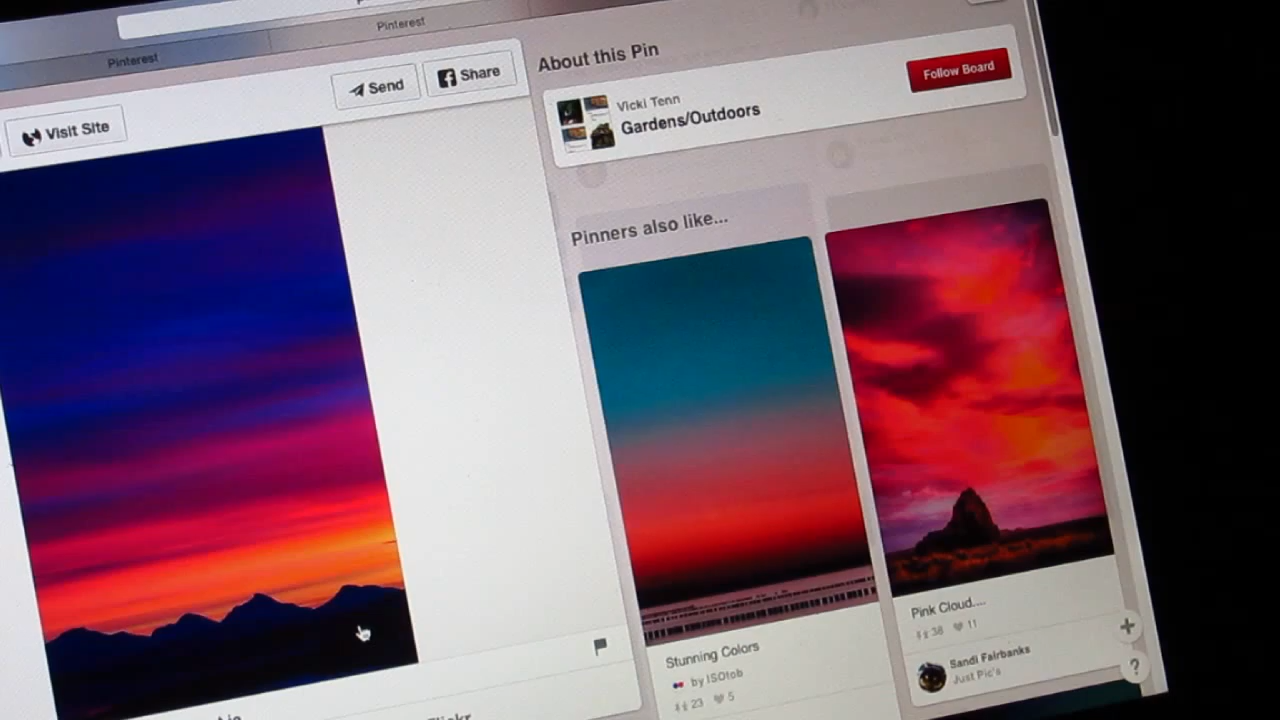 Pinterest
Pinterest
Visit Site
Send
Share
About this Pin
Vicki Tenn
Gardens/Outdoors
Follow Board
Pinners also like...
Stunning Colors
by ISOtob
23 5
Pink Cloud....
38 11
Sandi Fairbanks
Just Pic's
+
?